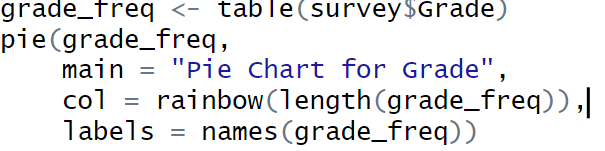 grade_freq <- table(survey$Grade)
pie(grade_freq,
    main = "Pie Chart for Grade",
    col = rainbow(length(grade_freq)),
    labels = names(grade_freq))